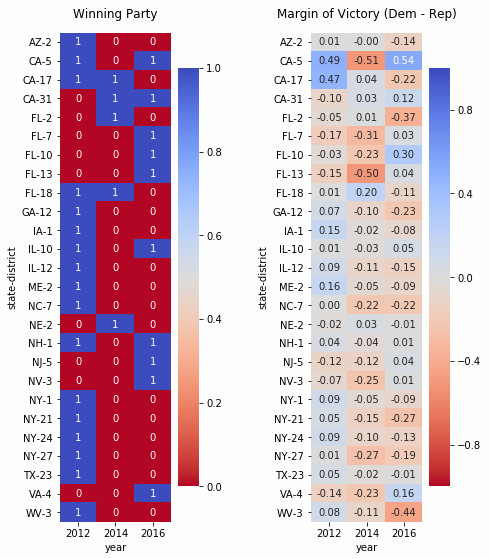 Winning Party
Margin of Victory (Dem - Rep)
AZ-2 1 0 0
CA-5 1 0 1
CA-17 1 1 0
CA-31 0 1 1
FL-2 0 1 0
FL-7 0 0 1
FL-10 0 0 1
FL-13 0 0 1
FL-18 1 1 0
GA-12 1 0 0
IA-1 1 0 0
IL-10 1 0 1
IL-12 1 0 0
ME-2 1 0 0
NC-7 1 0 0
NE-2 0 1 0
NH-1 1 0 1
NJ-5 0 0 1
NV-3 0 0 1
NY-1 1 0 0
NY-21 1 0 0
NY-24 1 0 0
NY-27 1 0 0
TX-23 1 0 0
VA-4 0 0 1
WV-3 1 0 0
2012 2014 2016
year
state-district
1.0
0.8
0.6
0.4
0.2
0.0
AZ-2 0.01 -0.00 -0.14
CA-5 0.49 -0.51 0.54
CA-17 0.47 0.04 -0.22
CA-31 -0.10 0.03 0.12
FL-2 -0.05 0.01 -0.37
FL-7 -0.17 -0.31 0.03
FL-10 -0.03 -0.23 0.30
FL-13 -0.15 -0.50 0.04
FL-18 0.01 0.20 -0.11
GA-12 0.07 -0.10 -0.23
IA-1 0.15 -0.02 -0.08
IL-10 0.01 -0.03 0.05
IL-12 0.09 -0.11 -0.15
ME-2 0.16 -0.05 -0.09
NC-7 0.00 -0.22 -0.22
NE-2 -0.02 0.03 -0.01
NH-1 0.04 -0.04 0.01
NJ-5 -0.12 -0.12 0.04
NV-3 -0.07 -0.25 0.01
NY-1 0.09 -0.05 -0.09
NY-21 0.05 -0.15 -0.27
NY-24 0.09 -0.10 -0.13
NY-27 0.01 -0.27 -0.19
TX-23 0.05 -0.02 -0.01
VA-4 -0.14 -0.23 0.16
WV-3 0.08 -0.11 -0.44
2012 2014 2016
year
state-district
0.8
0.4
0.0
−0.4
−0.8